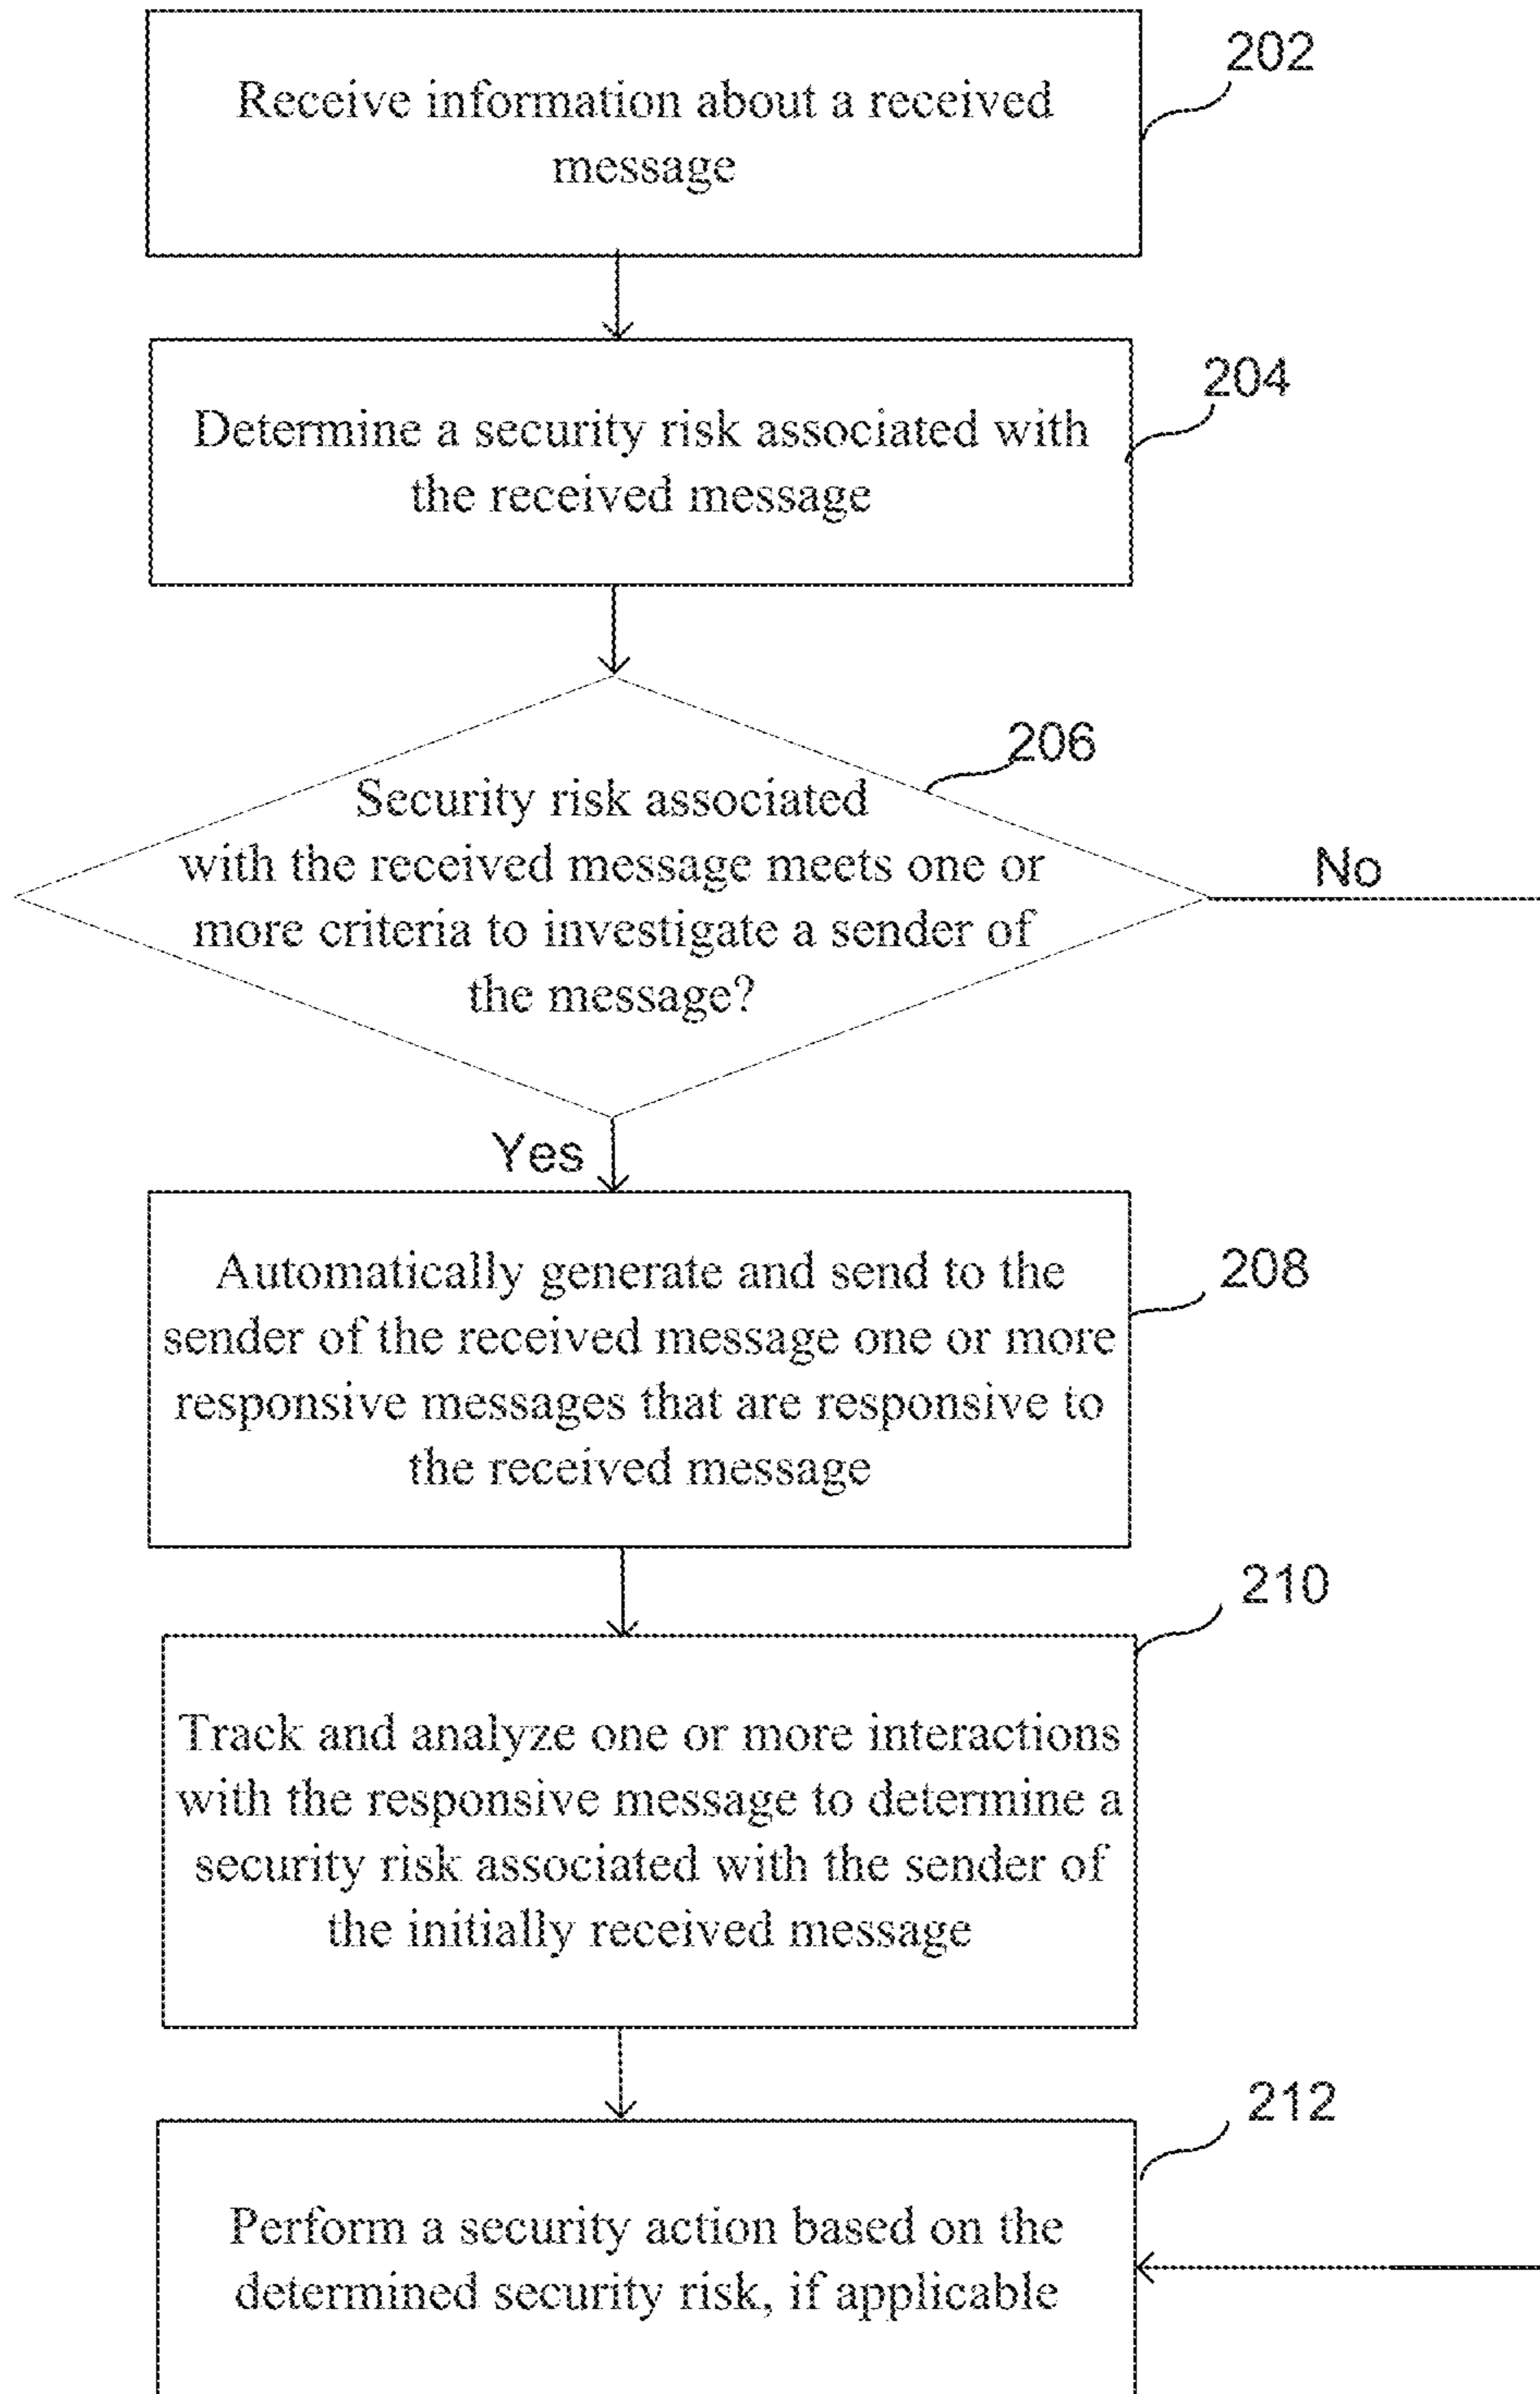 202
Receive information about a received
message
204
Determine a security risk associated with
the received message
206
Security risk associated
with the received message meets one or
more criteria to investigate a sender of
the message?
No
Yes
208
Automatically generate and send to the
sender of the received message one or more
responsive messages that are responsive to
the received message
210
Track and analyze one or more interactions
with the responsive message to determine a
security risk associated with the sender of
the initially received message
212
Perform a security action based on the
determined security risk, if applicable